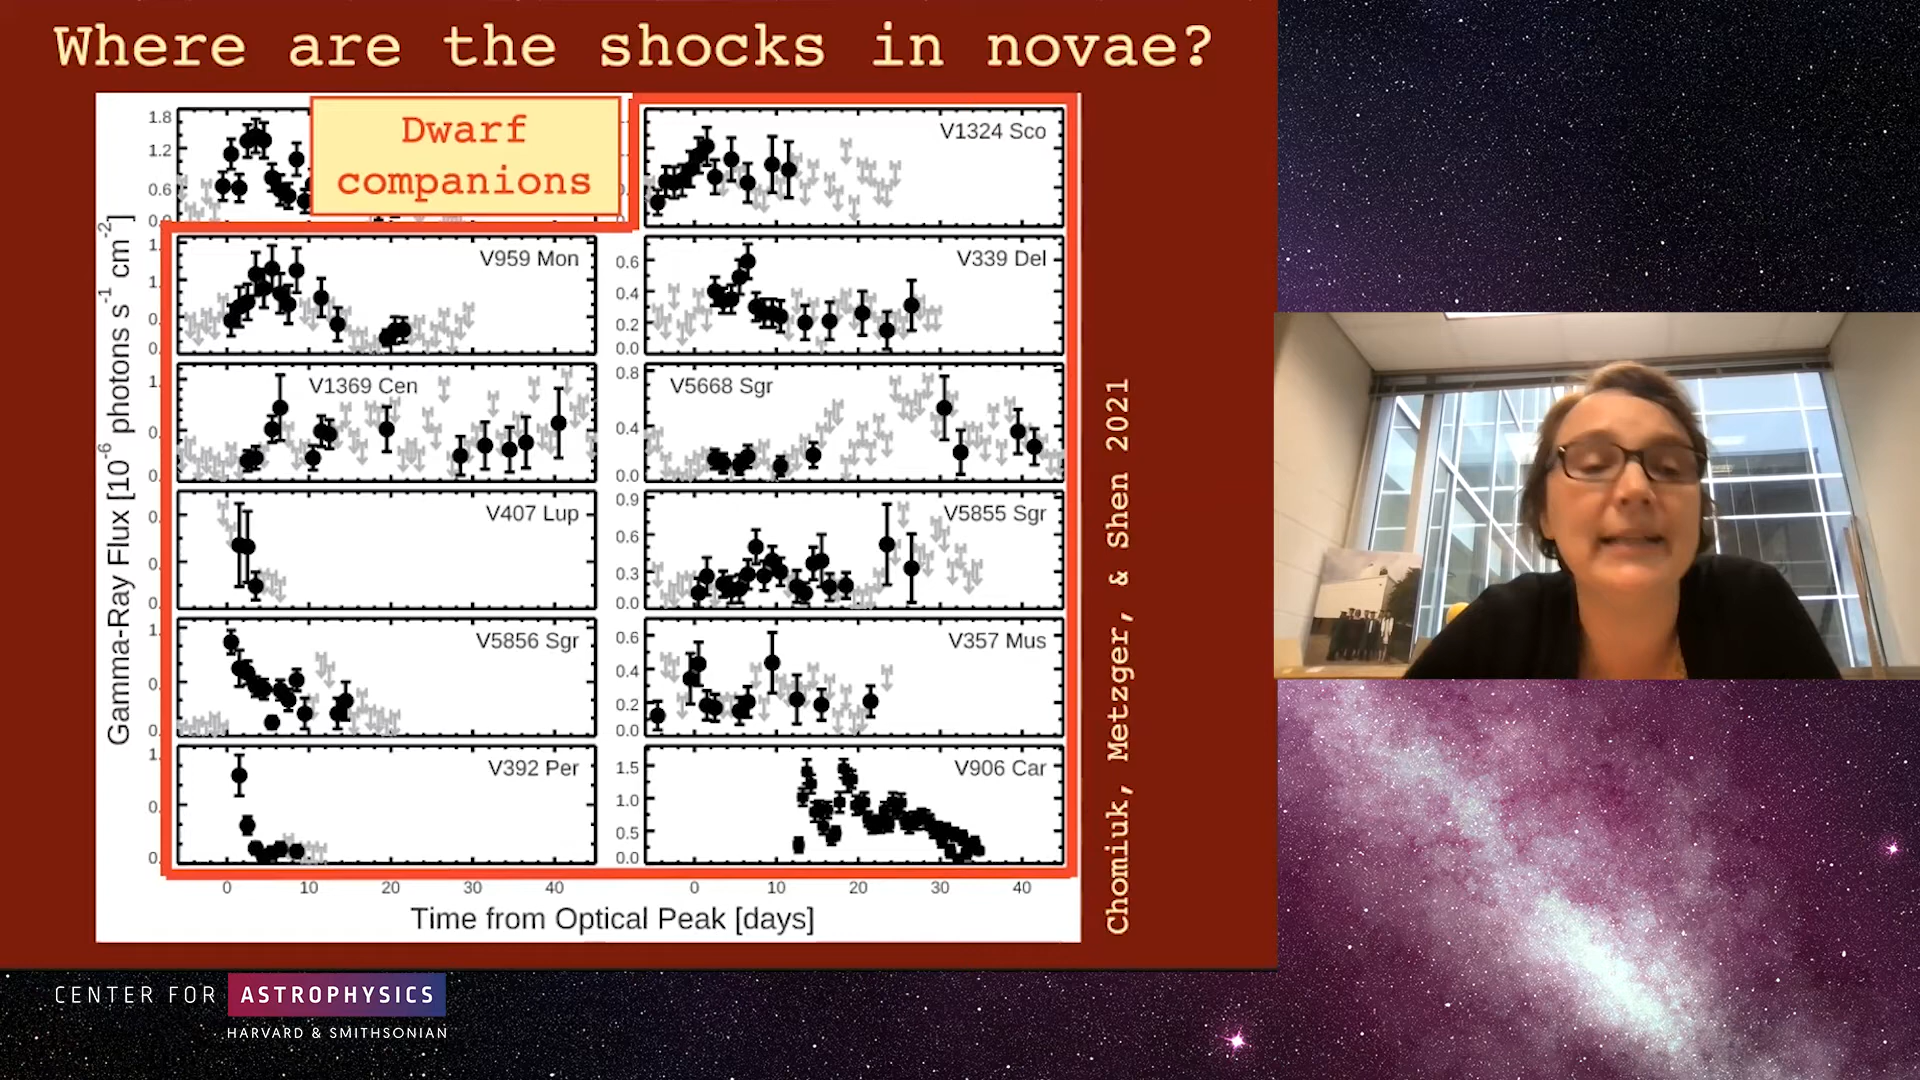 Where are the shocks in novae?
Dwarf
companions
Gamma-Ray Flux [10⁻⁶ photons s⁻¹ cm⁻²]
1.8
1.2
0.6
V1324 Sco
V959 Mon
V339 Del
0.6
0.4
0.2
0.0
V1369 Cen
V5668 Sgr
0.8
0.4
0.0
V407 Lup
V5855 Sgr
0.9
0.6
0.3
0.0
V5856 Sgr
V357 Mus
0.6
0.4
0.2
0.0
V392 Per
V906 Car
1.5
1.0
0.5
0.0
0 10 20 30 40
0 10 20 30 40
Time from Optical Peak [days]
Chomiuk, Metzger, & Shen 2021
CENTER FOR ASTROPHYSICS
HARVARD & SMITHSONIAN